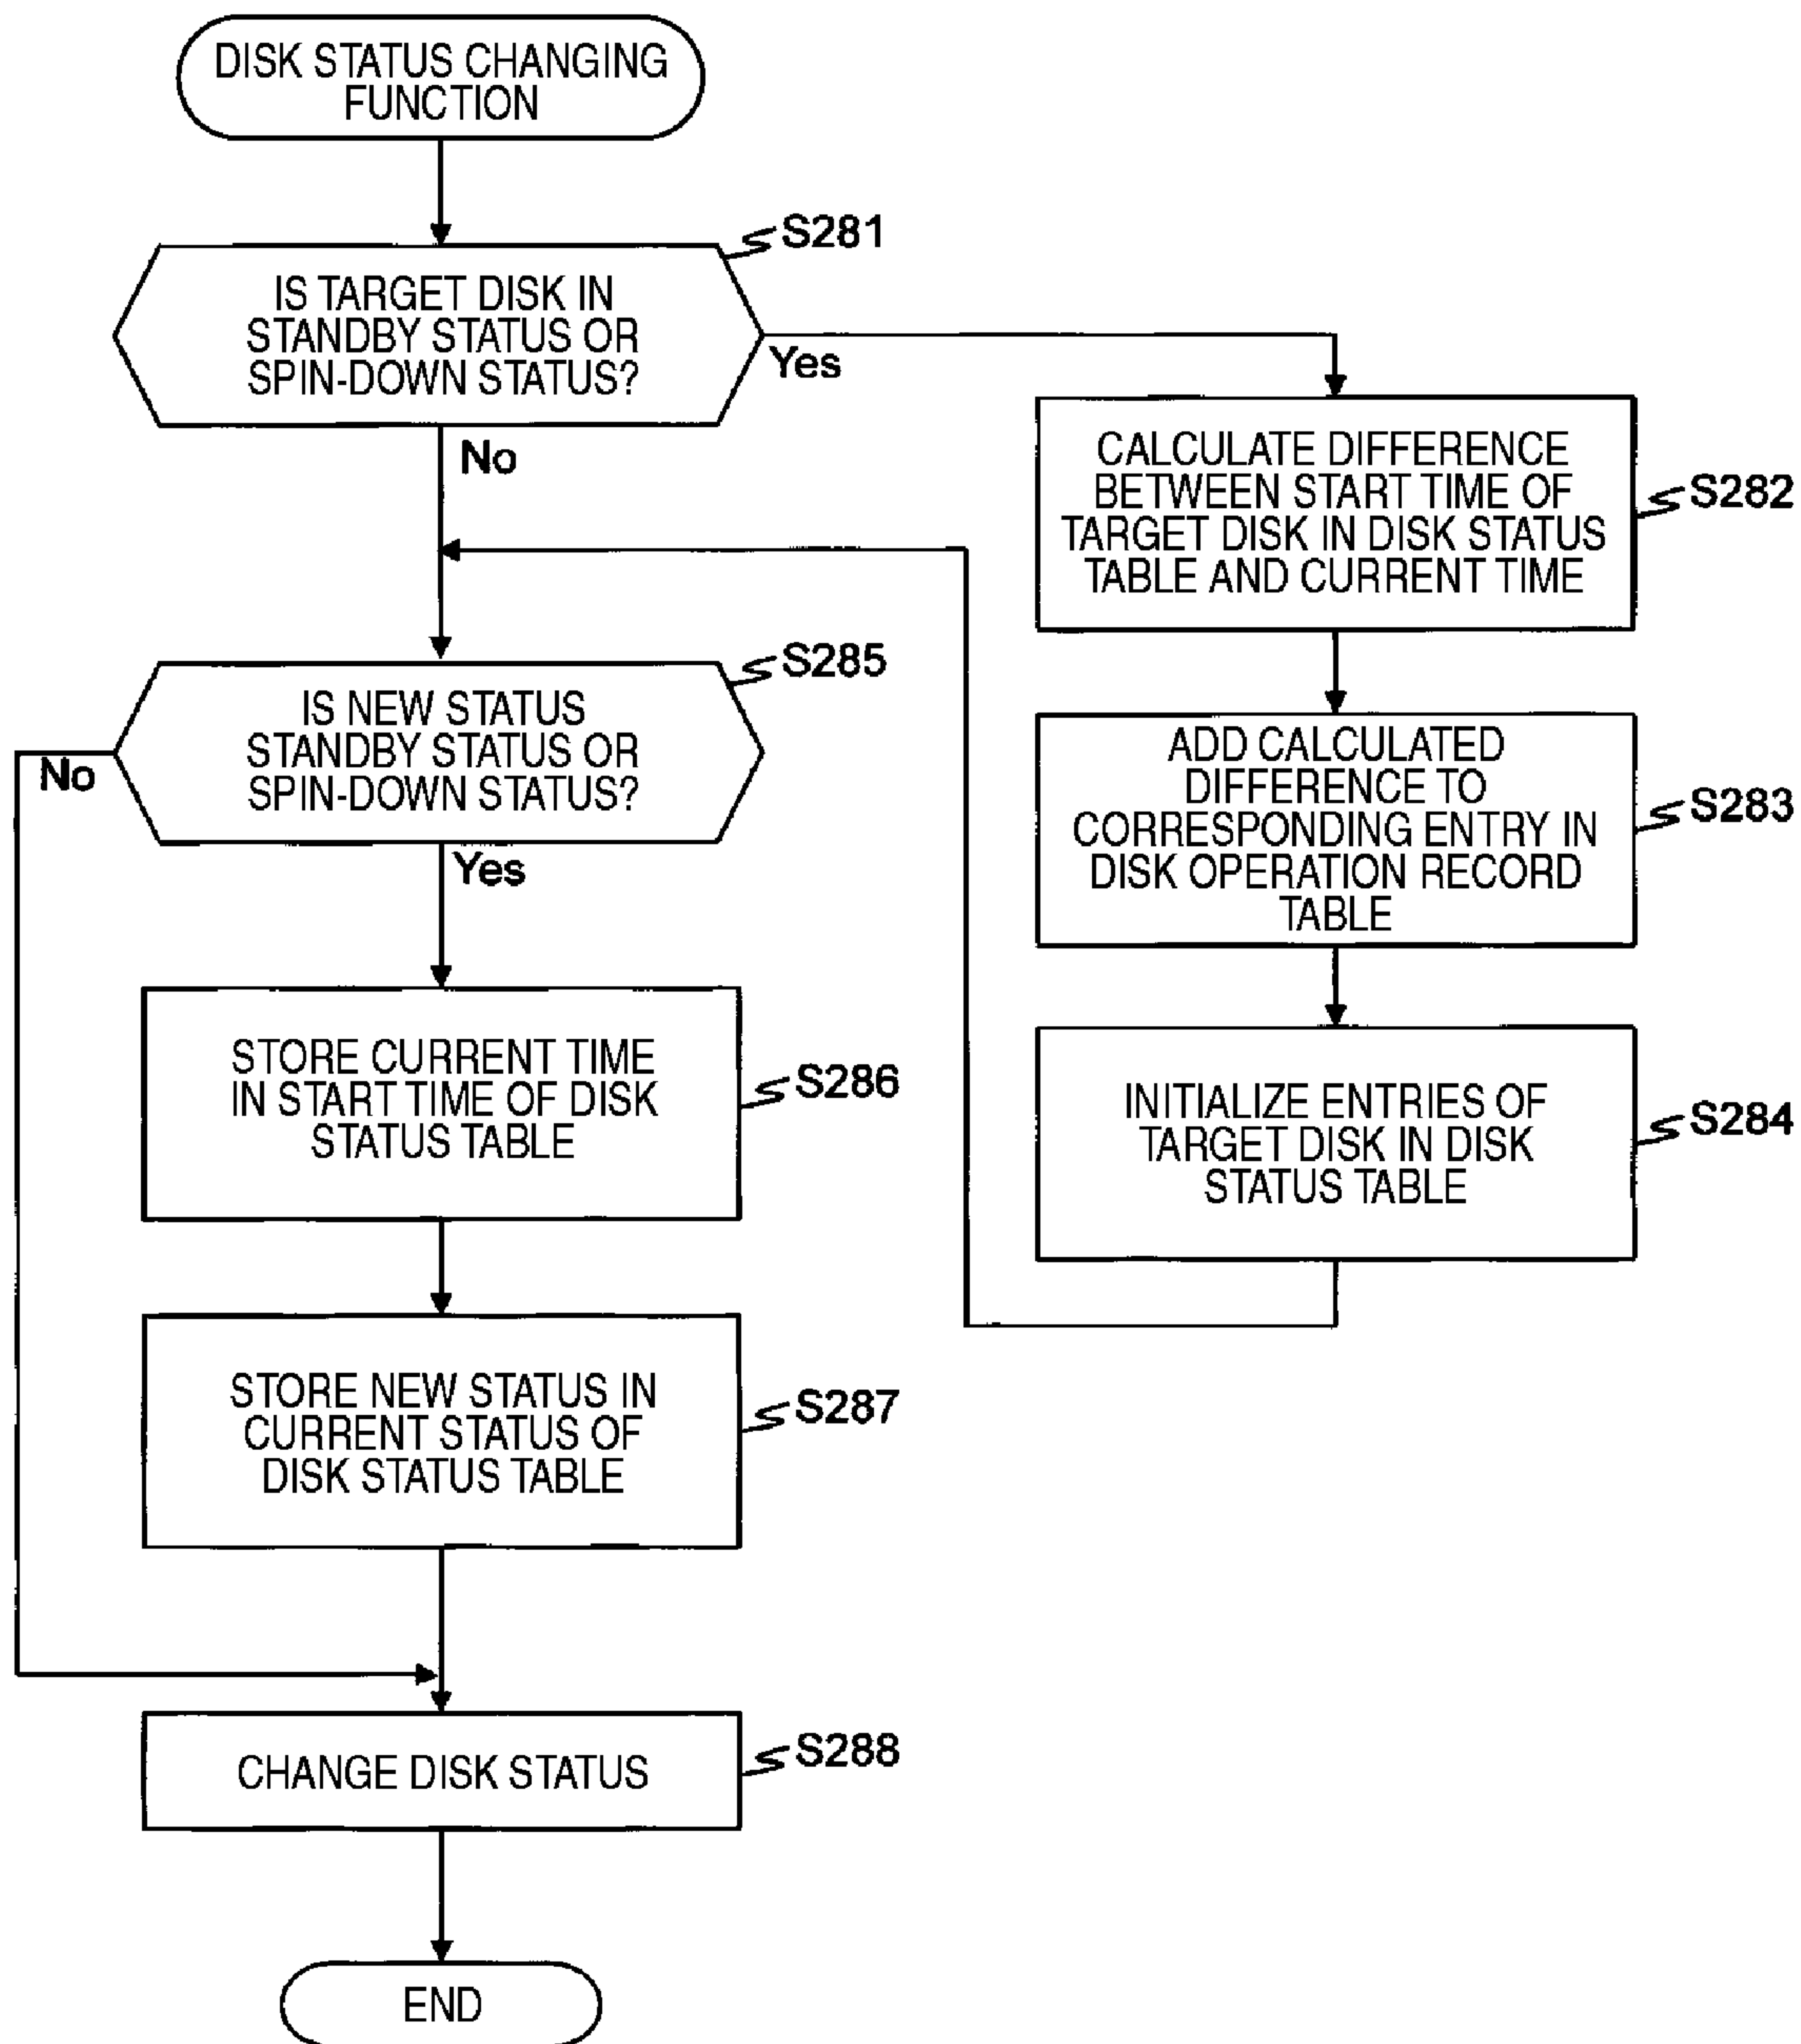 DISK STATUS CHANGING
FUNCTION
S281
IS TARGET DISK IN
STANDBY STATUS OR
SPIN-DOWN STATUS?
Yes
No
CALCULATE DIFFERENCE
BETWEEN START TIME OF
TARGET DISK IN DISK STATUS
TABLE AND CURRENT TIME
S282
ADD CALCULATED
DIFFERENCE TO
CORRESPONDING ENTRY IN
DISK OPERATION RECORD
TABLE
S283
INITIALIZE ENTRIES OF
TARGET DISK IN DISK
STATUS TABLE
S284
S285
IS NEW STATUS
STANDBY STATUS OR
SPIN-DOWN STATUS?
No
Yes
STORE CURRENT TIME
IN START TIME OF DISK
STATUS TABLE
S286
STORE NEW STATUS IN
CURRENT STATUS OF
DISK STATUS TABLE
S287
CHANGE DISK STATUS
S288
END